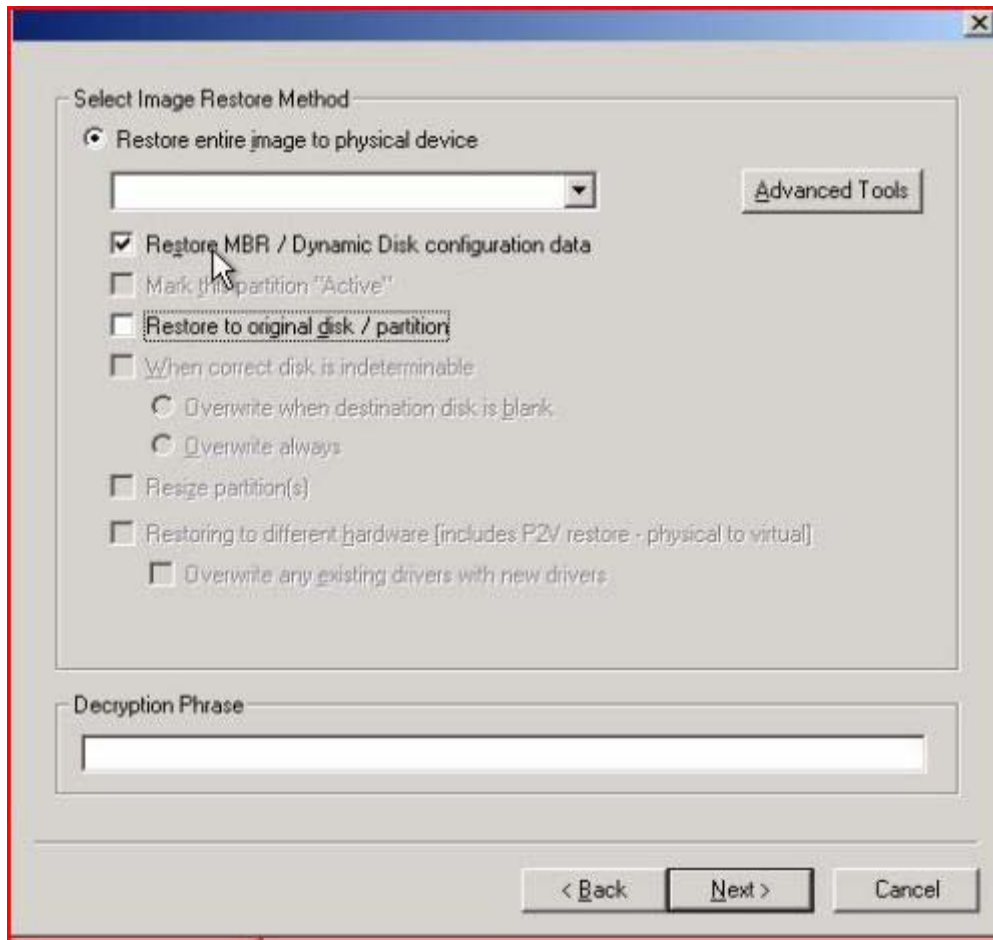 Select Image Restore Method
Restore entire image to physical device
Advanced Tools
Restore MBR / Dynamic Disk configuration data
Mark this partition "Active"
Restore to original disk / partition
When correct disk is indeterminable
Overwrite when destination disk is blank
Overwrite always
Resize partition(s)
Restoring to different hardware [includes P2V restore - physical to virtual]
Overwrite any existing drivers with new drivers
Decryption Phrase
< Back Next > Cancel